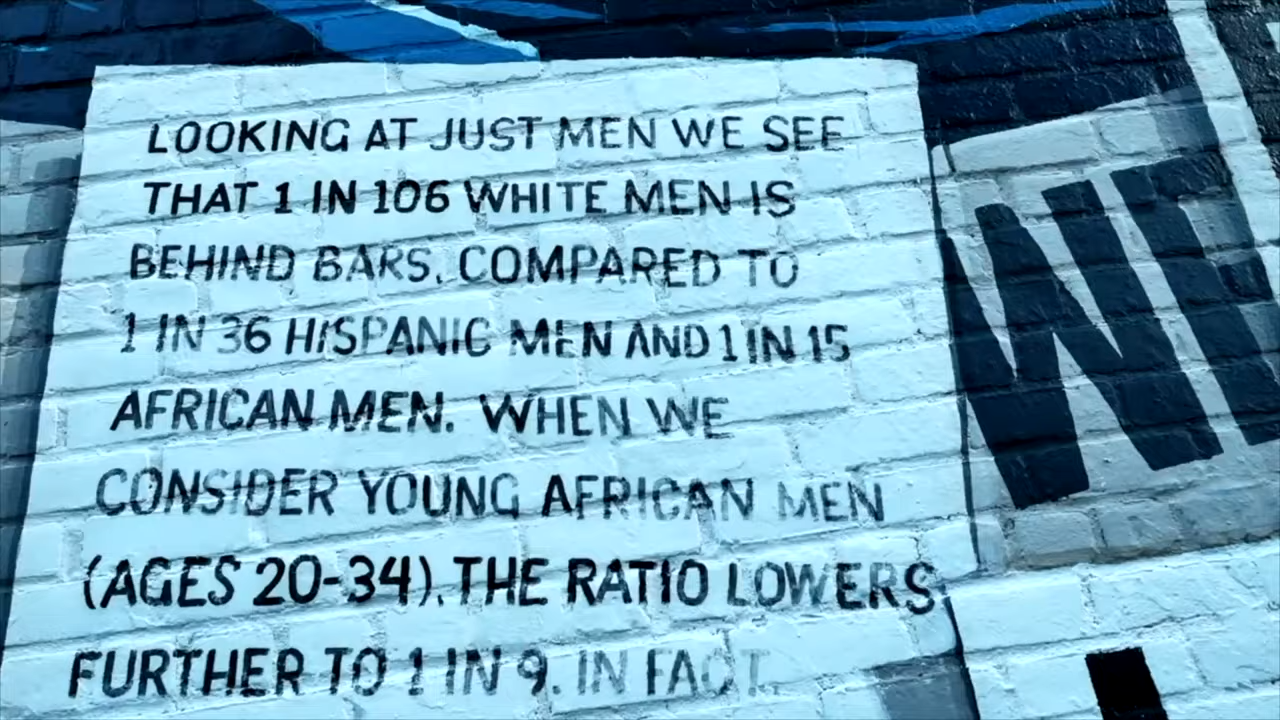 LOOKING AT JUST MEN WE SEE
THAT 1 IN 106 WHITE MEN IS
BEHIND BARS, COMPARED TO
1 IN 36 HISPANIC MEN AND 1 IN 15
AFRICAN MEN. WHEN WE
CONSIDER YOUNG AFRICAN MEN
(AGES 20-34), THE RATIO LOWERS
FURTHER TO 1 IN 9. IN FACT,